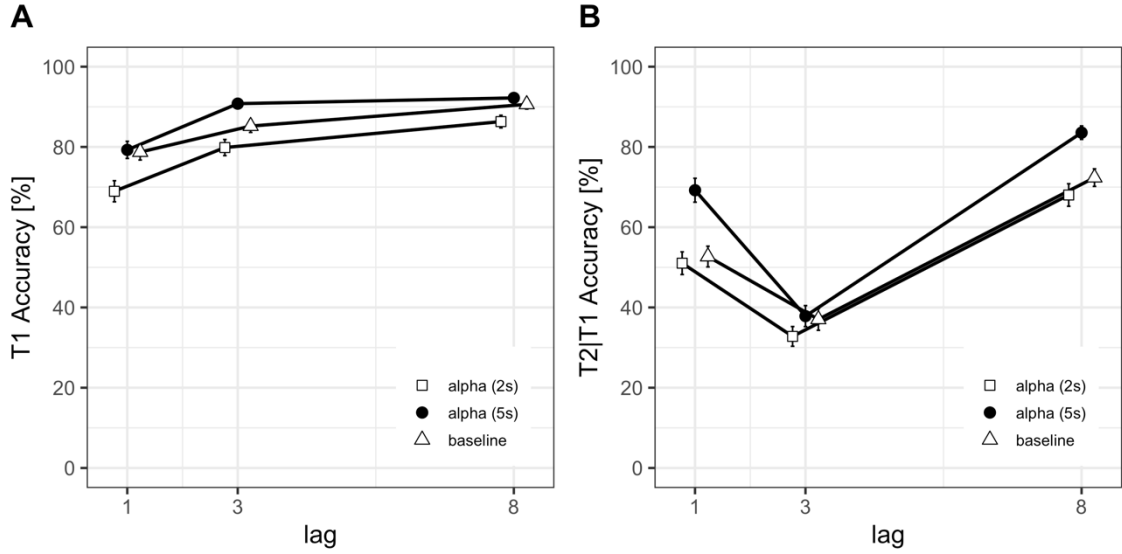 A
T1 Accuracy [%]
100
80
60
40
20
0
alpha (2s)
alpha (5s)
baseline
1 3 8
lag
B
T2|T1 Accuracy [%]
100
80
60
40
20
0
alpha (2s)
alpha (5s)
baseline
1 3 8
lag